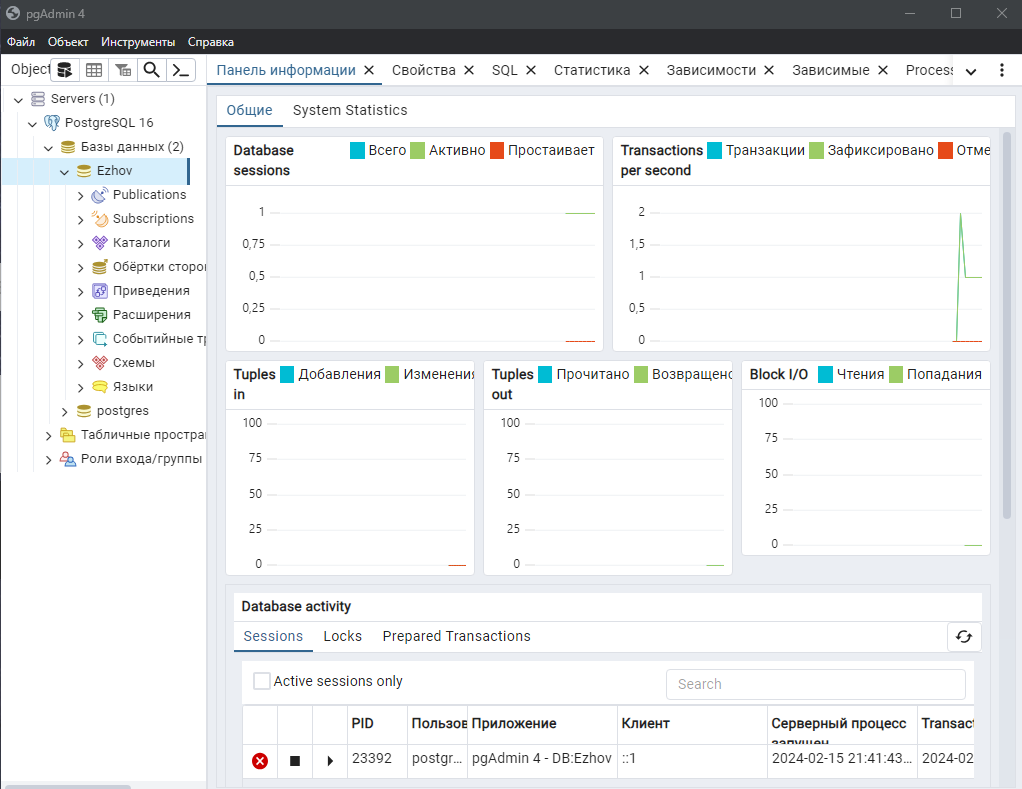 pgAdmin 4
Файл Объект Инструменты Справка
Object
Панель информации Свойства SQL Статистика Зависимости Зависимые Process
Servers (1)
PostgreSQL 16
Базы данных (2)
Ezhov
Publications
Subscriptions
Каталоги
Обёртки сторо
Приведения
Расширения
Событийные тр
Схемы
Языки
postgres
Табличные простра
Роли входа/группы
Общие System Statistics
Database sessions
Всего Активно Простаивает
1
0,75
0,5
0,25
0
Transactions per second
Транзакции Зафиксировано Отме
2
1,5
1
0,5
0
Tuples in
Добавления Изменения
100
75
50
25
0
Tuples out
Прочитано Возвращено
100
75
50
25
0
Block I/O
Чтения Попадания
100
75
50
25
0
Database activity
Sessions Locks Prepared Transactions
Active sessions only
Search
PID Пользов Приложение Клиент Серверный процесс запущен Transact
23392 postgr... pgAdmin 4 - DB:Ezhov ::1 2024-02-15 21:41:43... 2024-02